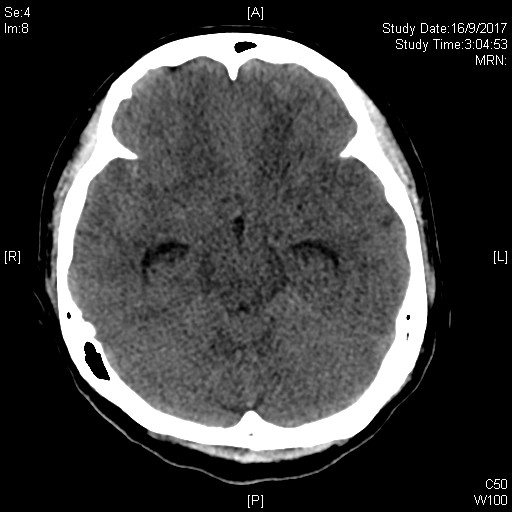 Se:4
Im:8
[A]
Study Date:16/9/2017
Study Time:3:04:53
MRN:
[R]
[L]
[P]
C50
W100